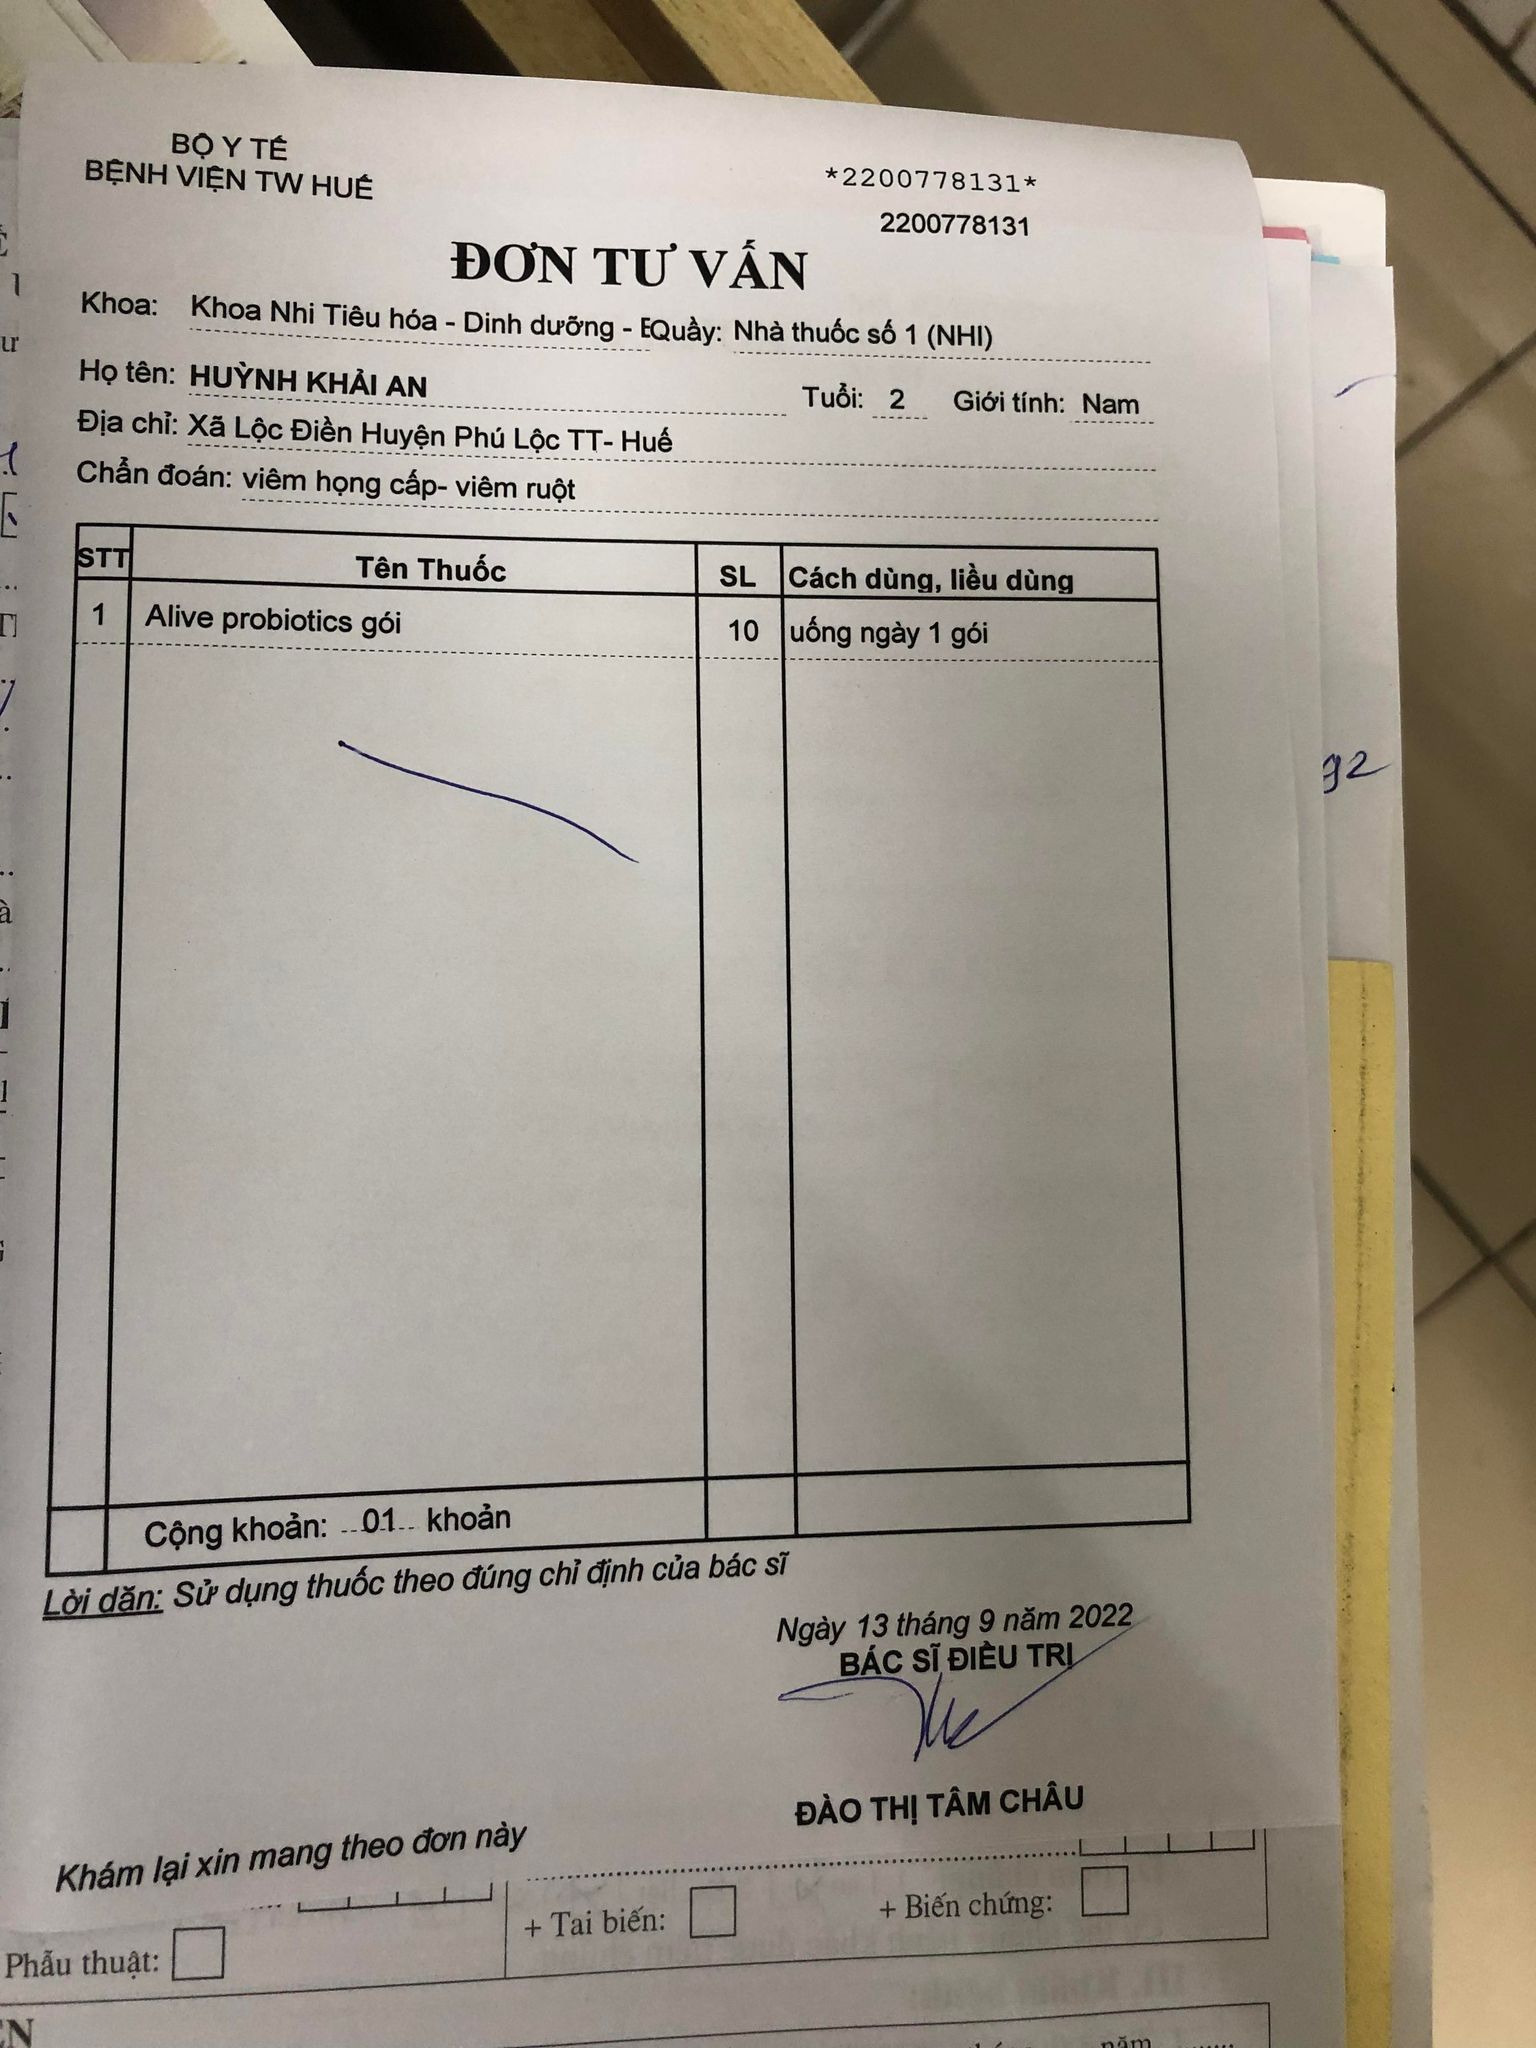 BỘ Y TẾ
BỆNH VIỆN TW HUẾ
*2200778131*
2200778131
ĐƠN TƯ VẤN
Khoa: Khoa Nhi Tiêu hóa - Dinh dưỡng - EQuầy: Nhà thuốc số 1 (NHI)
Họ tên: HUỲNH KHẢI AN Tuổi: 2 Giới tính: Nam
Địa chỉ: Xã Lộc Điền Huyện Phú Lộc TT- Huế
Chẩn đoán: viêm họng cấp- viêm ruột
STT Tên Thuốc SL Cách dùng, liều dùng
1 Alive probiotics gói 10 uống ngày 1 gói
92
Cộng khoản: 01 khoản
Lời dặn: Sử dụng thuốc theo đúng chỉ định của bác sĩ
Ngày 13 tháng 9 năm 2022
BÁC SĨ ĐIỀU TRỊ
ĐÀO THỊ TÂM CHÂU
Khám lại xin mang theo đơn này
Phẫu thuật: + Tai biến: + Biến chứng:
năm